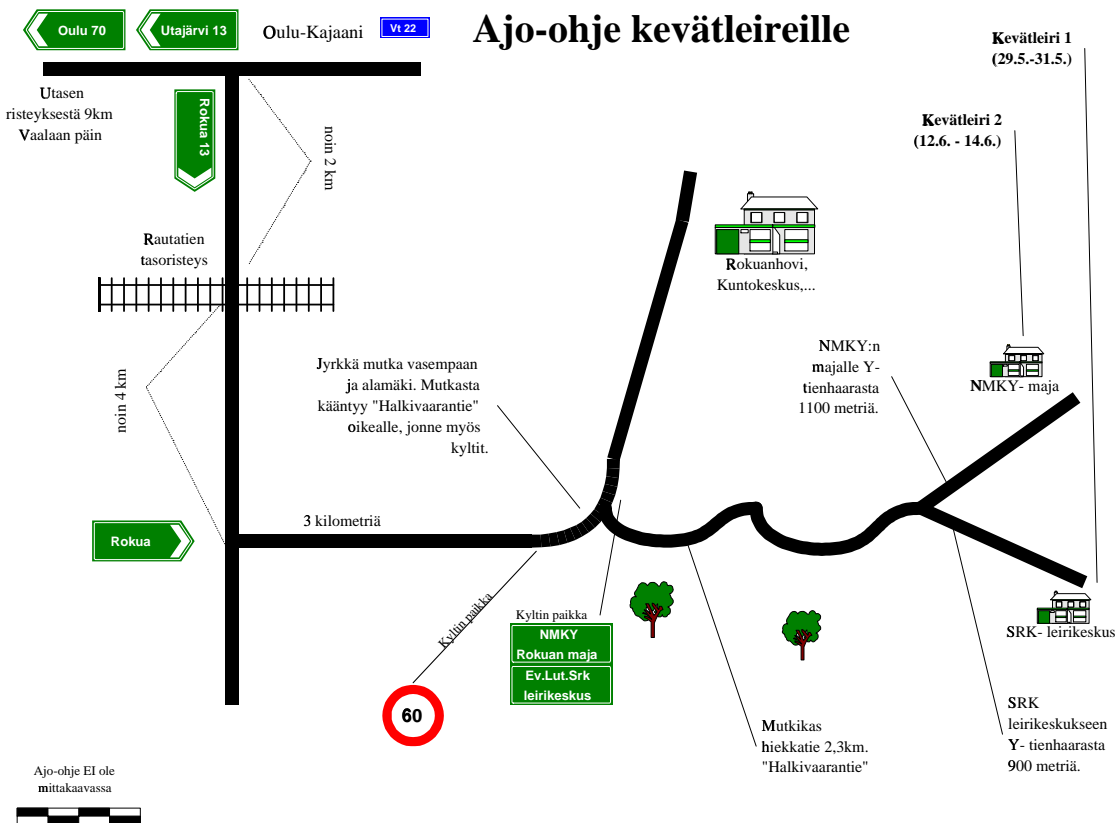 Oulu 70
Utajärvi 13
Oulu-Kajaani
Vt 22
Ajo-ohje kevätleireille
Kevätleiri 1
(29.5.-31.5.)
Utasen
risteyksestä 9km
Vaalaan päin
Rokua 13
noin 2 km
Kevätleiri 2
(12.6. - 14.6.)
Rautatien
tasoristeys
Rokuanhovi,
Kuntokeskus,...
noin 4 km
Jyrkkä mutka vasempaan
ja alamäki. Mutkasta
kääntyy "Halkivaarantie"
oikealle, jonne myös
kyltit.
NMKY:n
majalle Y-
tienhaarasta
1100 metriä.
NMKY- maja
Rokua
3 kilometriä
Kyltin paikka
60
Kyltin paikka
NMKY
Rokuan maja
Ev.Lut.Srk
leirikeskus
SRK- leirikeskus
Mutkikas
hiekkatie 2,3km.
"Halkivaarantie"
SRK
leirikeskukseen
Y- tienhaarasta
900 metriä.
Ajo-ohje EI ole
mittakaavassa